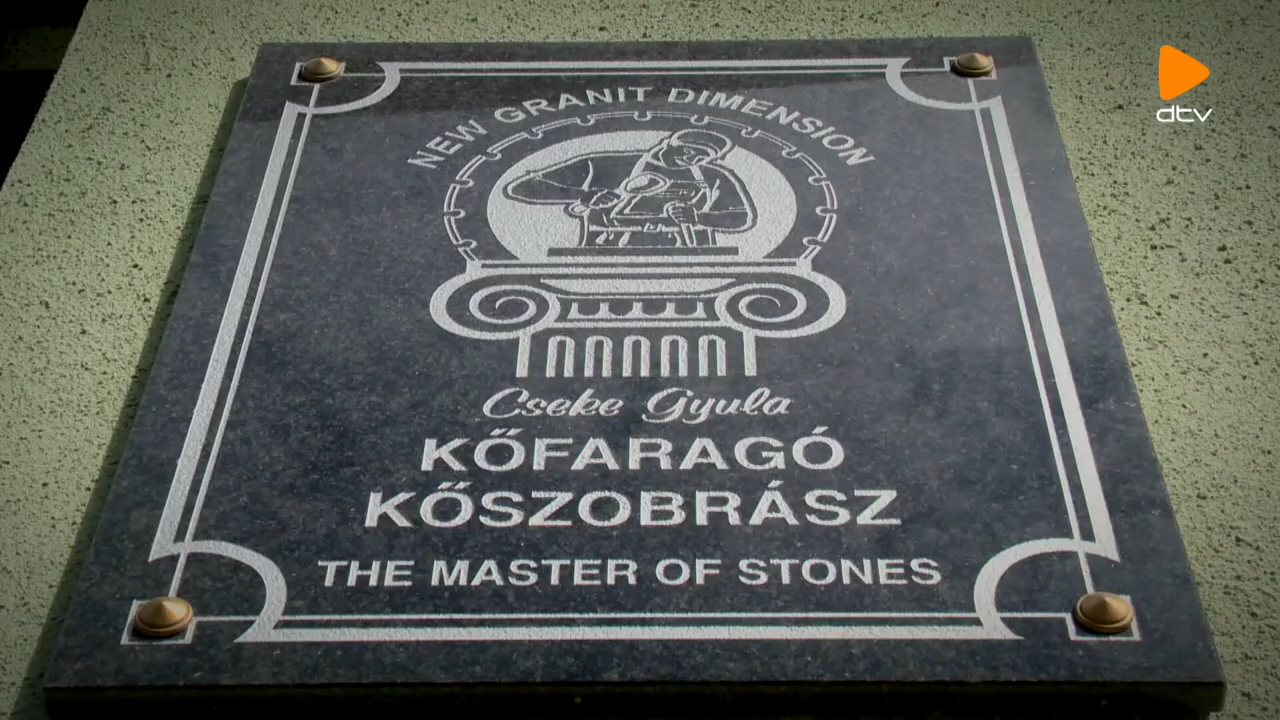 dtv
NEW GRANIT DIMENSION
Cseke Gyula
KŐFARAGÓ
KŐSZOBRÁSZ
THE MASTER OF STONES